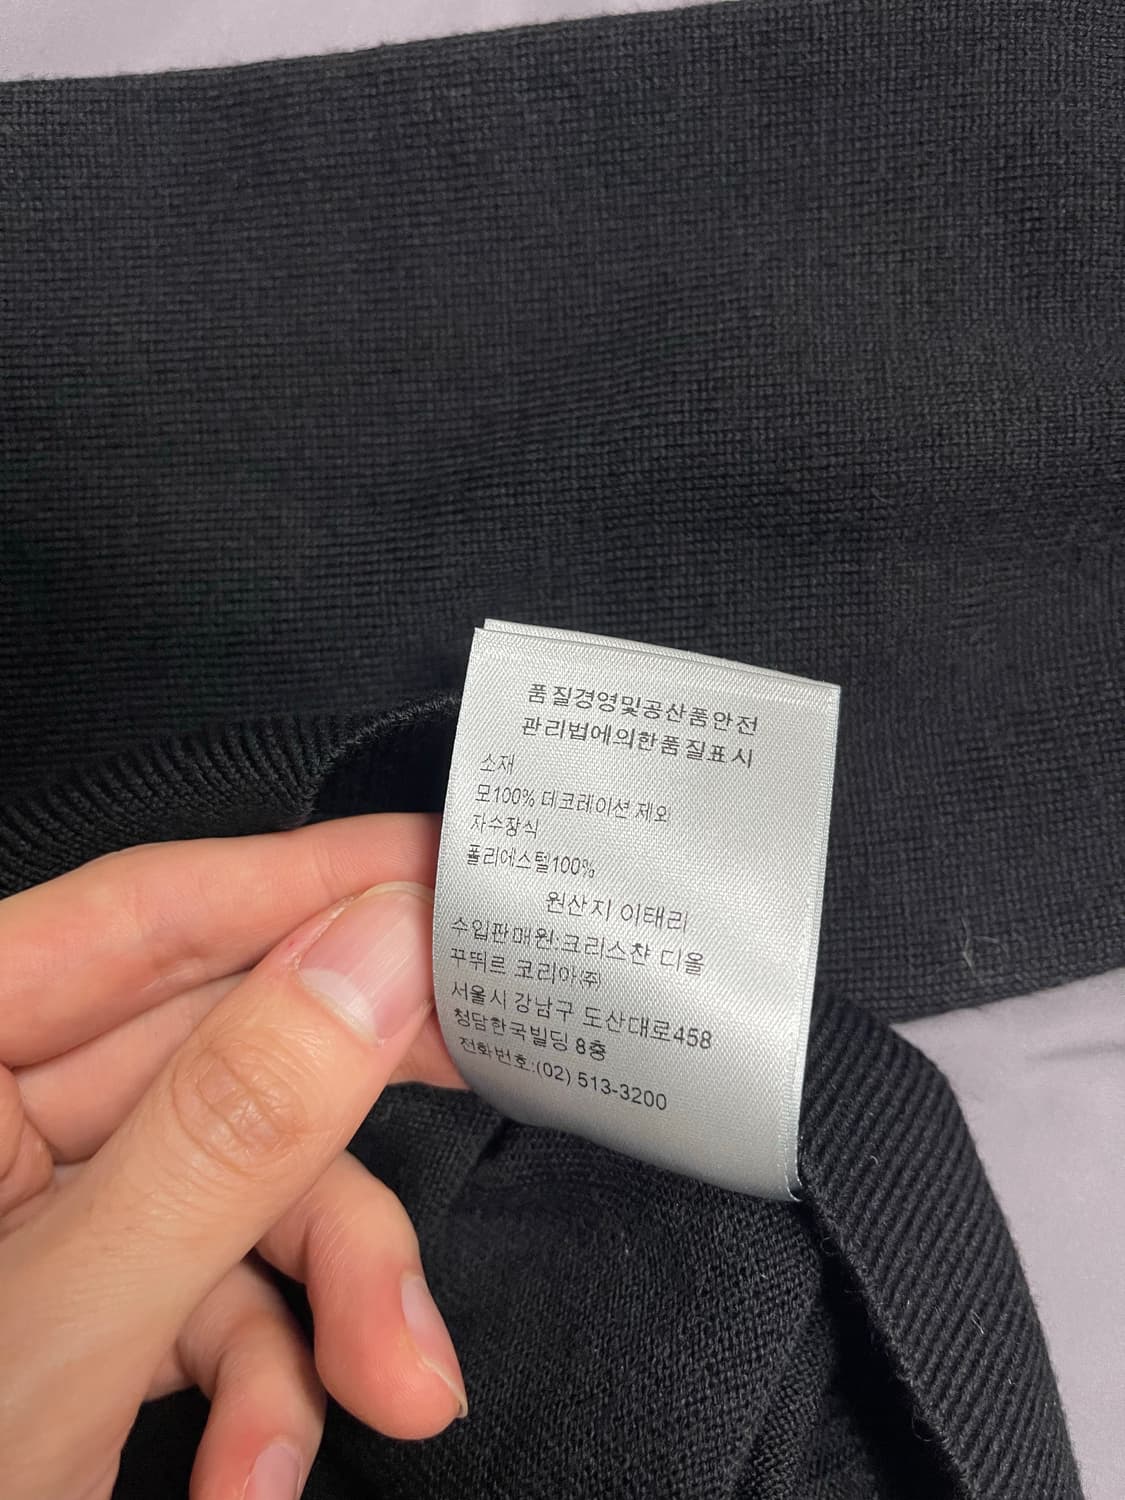 품질경영및공산품안전
관리법에의한품질표시
소재
모100% 데코레이션 제외
자수장식
폴리에스텔100%
원산지 이태리
수입판매원:크리스챤 디올
꾸뛰르 코리아(주)
서울시 강남구 도산대로458
청담한국빌딩 8층
전화번호:(02) 513-3200